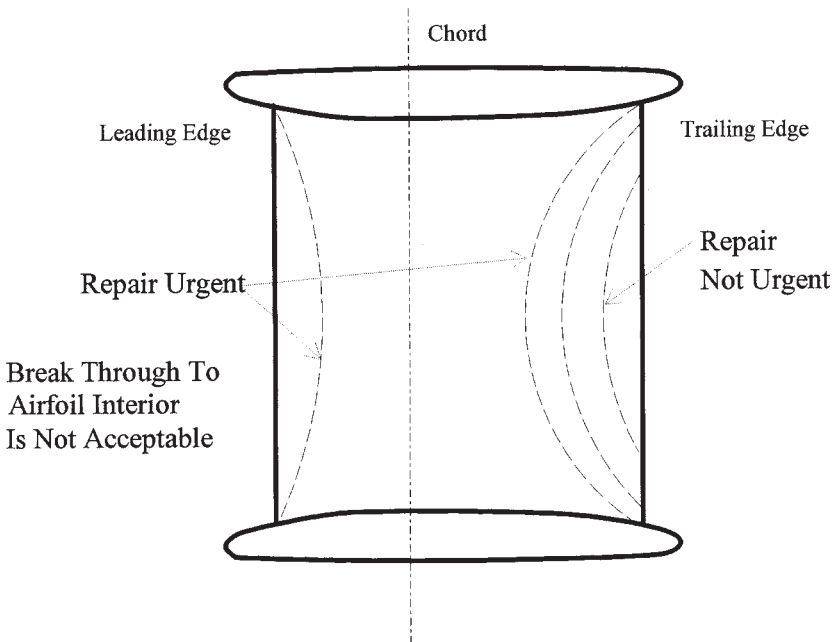 Chord
Leading Edge
Trailing Edge
Repair
Not Urgent
Repair Urgent
Break Through To
Airfoil Interior
Is Not Acceptable